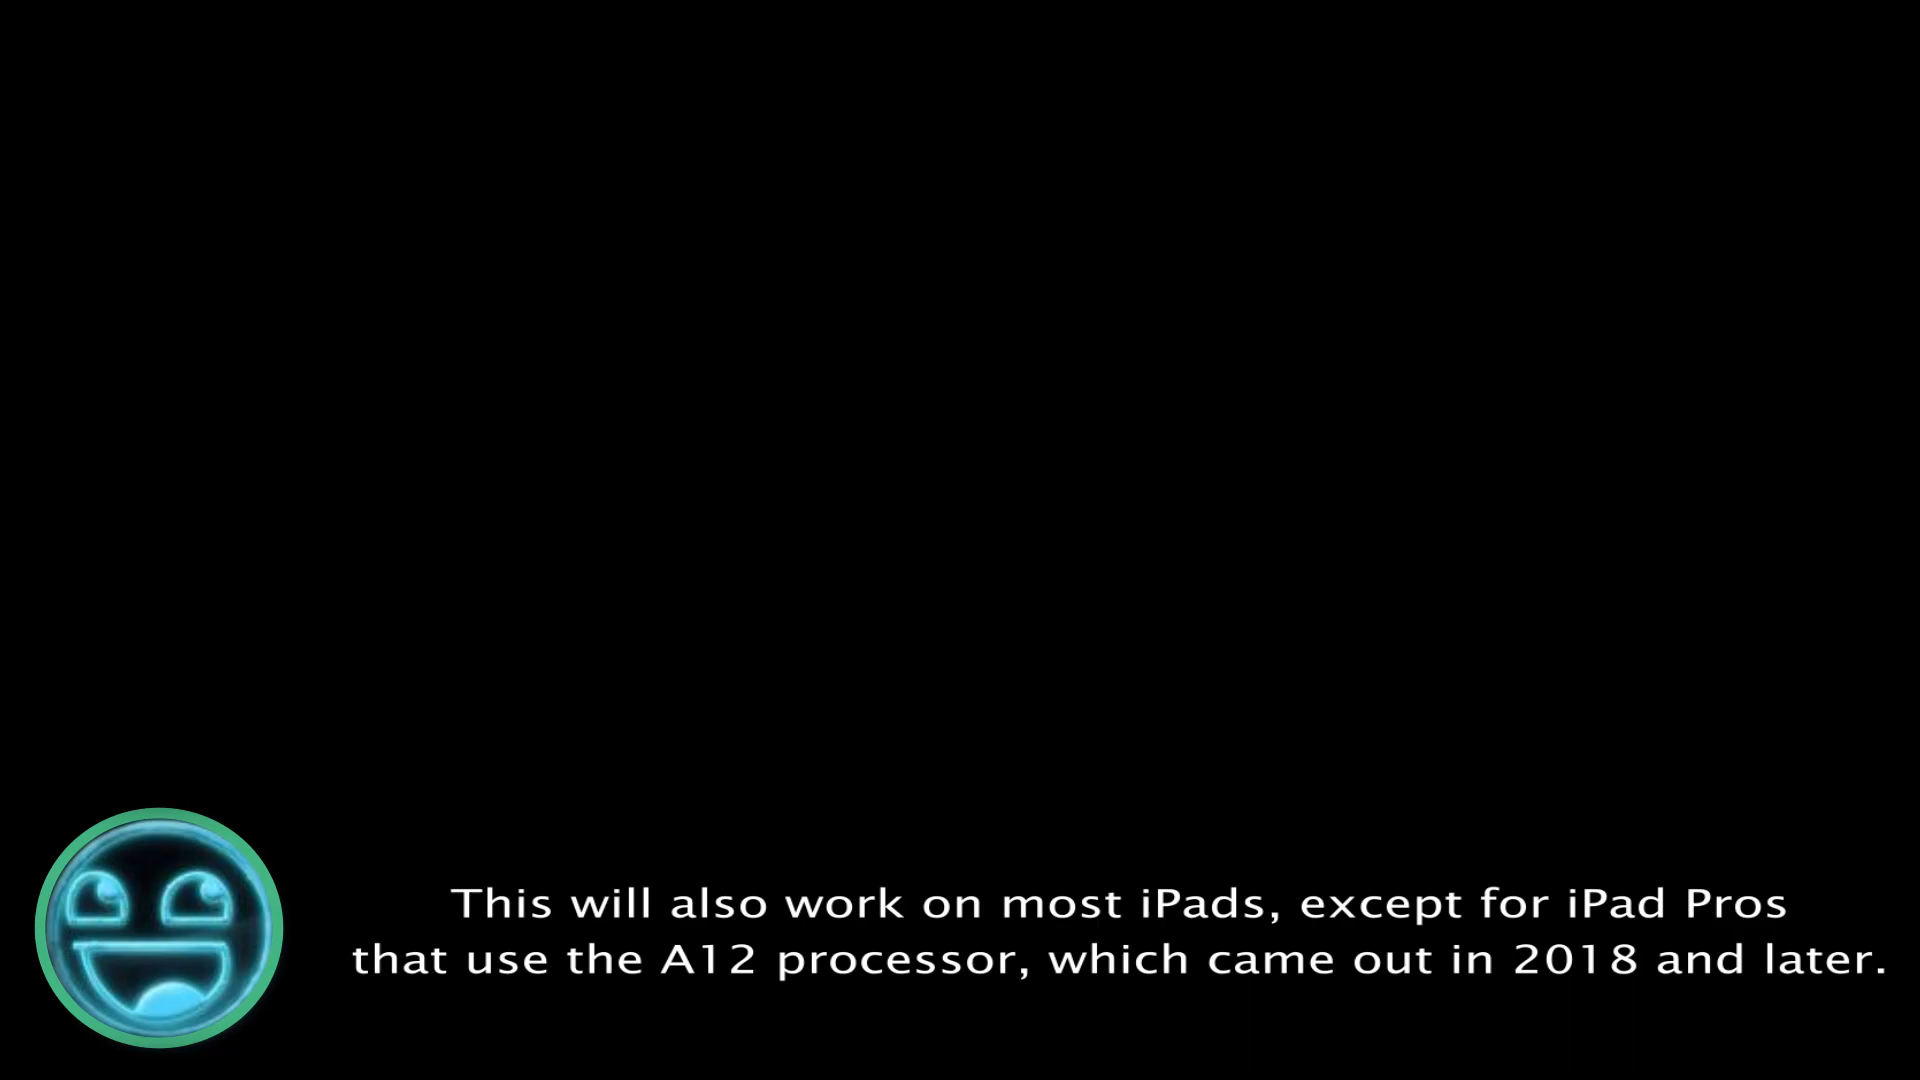 This will also work on most iPads, except for iPad Pros
that use the A12 processor, which came out in 2018 and later.